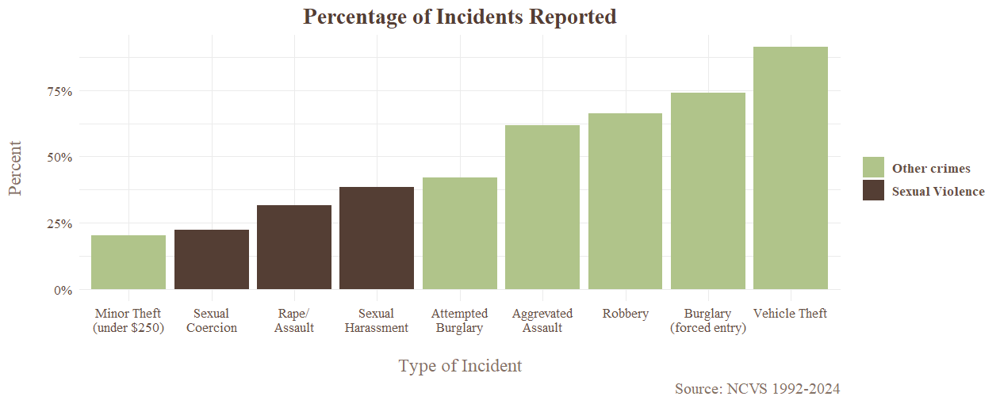 Percentage of Incidents Reported
Percent
75%
50%
25%
0%
Minor Theft
(under $250)
Sexual
Coercion
Rape/
Assault
Sexual
Harassment
Attempted
Burglary
Aggrevated
Assault
Robbery
Burglary
(forced entry)
Vehicle Theft
Type of Incident
Other crimes
Sexual Violence
Source: NCVS 1992-2024